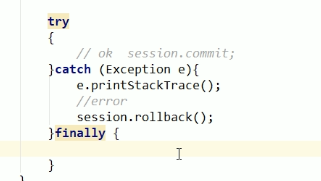 try
{
// ok  session.commit;
}catch (Exception e){
e.printStackTrace();
//error
session.rollback();
}finally {
}
}